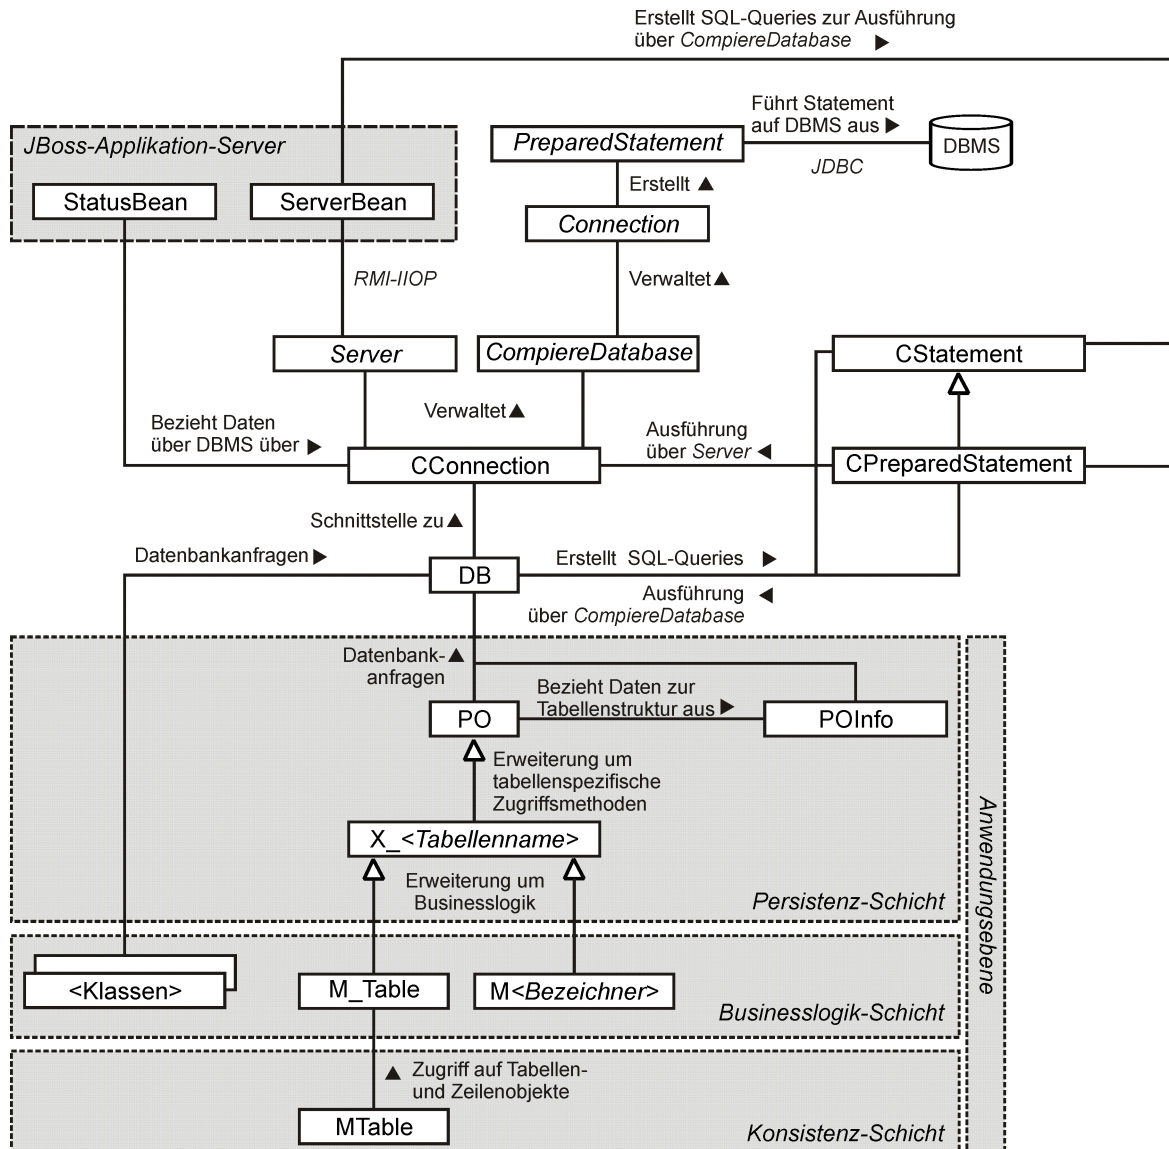 Erstellt SQL-Queries zur Ausführung
über CompiereDatabase
JBoss-Applikation-Server
StatusBean
ServerBean
PreparedStatement
Führt Statement
auf DBMS aus
JDBC
DBMS
Erstellt
Connection
RMI-IIOP
Verwaltet
Server
CompiereDatabase
CStatement
Bezieht Daten
über DBMS über
Verwaltet
Ausführung
über Server
CConnection
CPreparedStatement
Schnittstelle zu
Datenbankanfragen
DB
Erstellt SQL-Queries
Ausführung
über CompiereDatabase
Datenbank-
anfragen
Bezieht Daten zur
Tabellenstruktur aus
PO
POInfo
Erweiterung um
tabellenspezifische
Zugriffsmethoden
X_<Tabellenname>
Erweiterung um
Businesslogik
Persistenz-Schicht
Anwendungsebene
<Klassen>
M_Table
M<Bezeichner>
Businesslogik-Schicht
Zugriff auf Tabellen-
und Zeilenobjekte
MTable
Konsistenz-Schicht